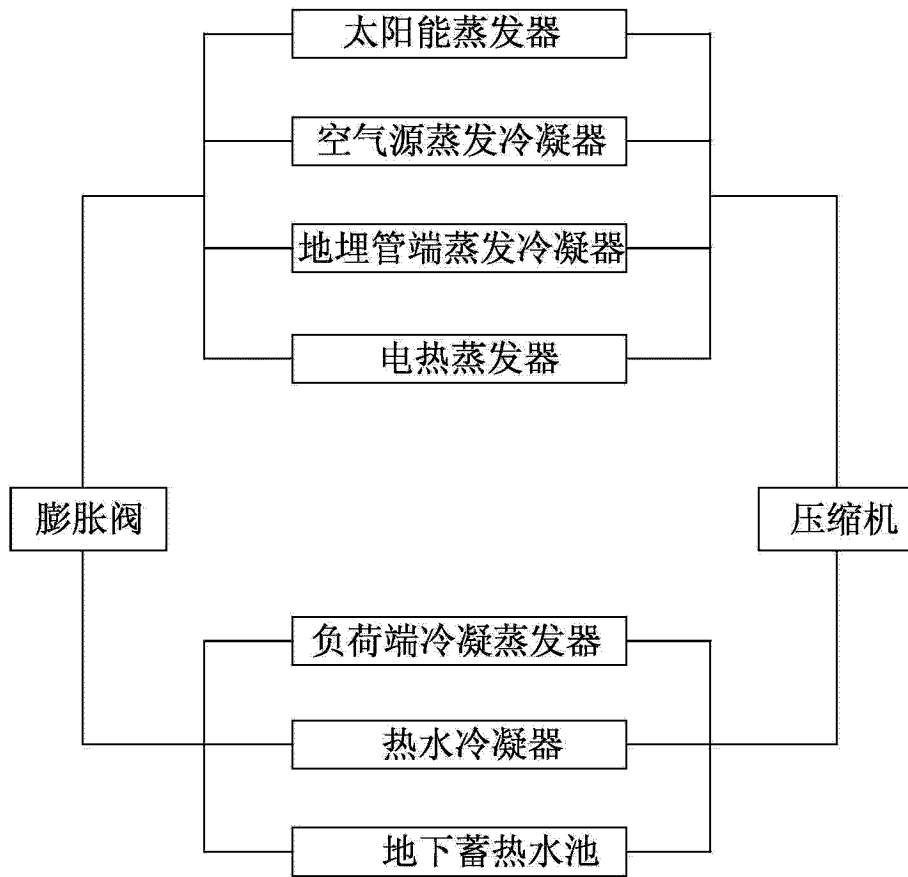 太阳能蒸发器
空气源蒸发冷凝器
地埋管端蒸发冷凝器
电热蒸发器
膨胀阀
压缩机
负荷端冷凝蒸发器
热水冷凝器
地下蓄热水池